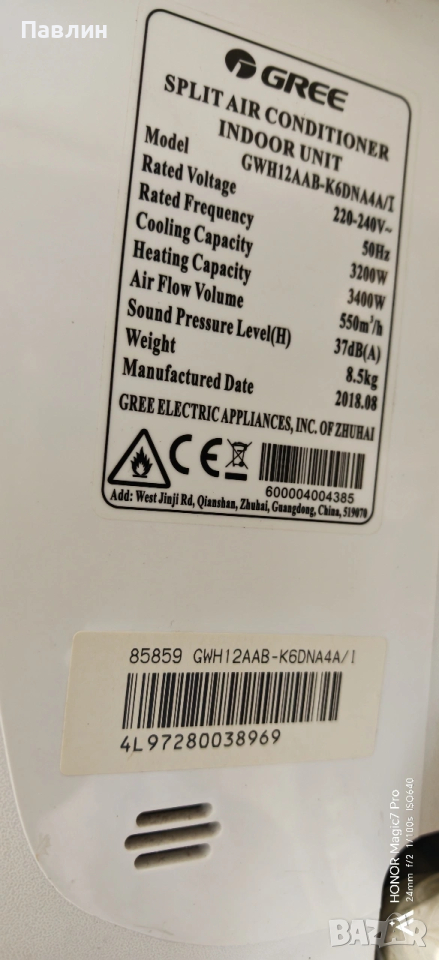 Павлин
GREE
SPLIT AIR CONDITIONER
INDOOR UNIT
Model GWH12AAB-K6DNA4A/I
Rated Voltage 220-240V~
Rated Frequency 50Hz
Cooling Capacity 3200W
Heating Capacity 3400W
Air Flow Volume 550m³/h
Sound Pressure Level(H) 37dB(A)
Weight 8.5kg
Manufactured Date 2018.08
GREE ELECTRIC APPLIANCES, INC. OF ZHUHAI
CE
600004004385
Add: West Jinji Rd, Qianshan, Zhuhai, Guangdong, China, 519070
85859 GWH12AAB-K6DNA4A/I
4L97280038969
HONOR Magic7 Pro
24mm f/2 1/100s ISO640
BAZAR